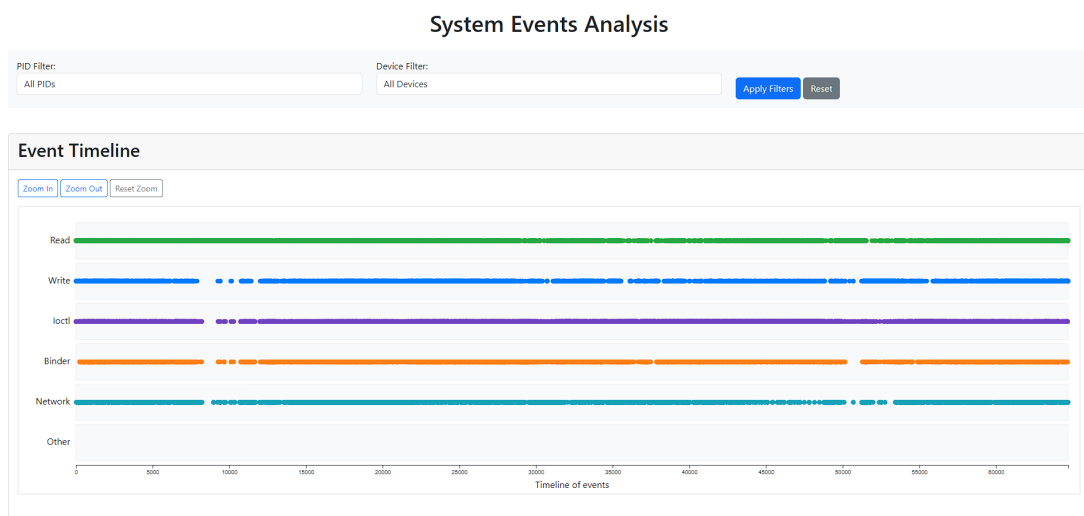 System Events Analysis
PID Filter:
Device Filter:
All PIDs
All Devices
Apply Filters
Reset
Event Timeline
Zoom In
Zoom Out
Reset Zoom
Read
Write
Ioctl
Binder
Network
Other
0 5000 10000 15000 20000 25000 30000 35000 40000 45000 50000 55000 60000
Timeline of events